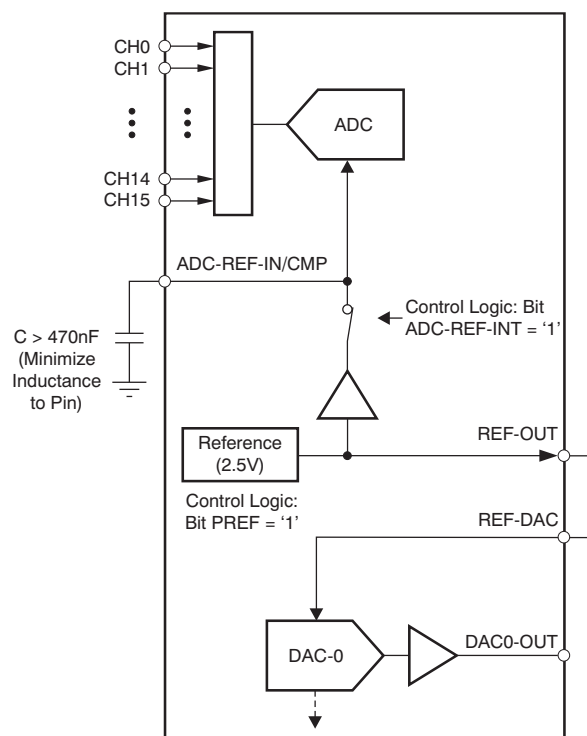 CH0
CH1
ADC
CH14
CH15
ADC-REF-IN/CMP
Control Logic: Bit
ADC-REF-INT = ‘1’
C > 470nF
(Minimize
Inductance
to Pin)
Reference
(2.5V)
REF-OUT
Control Logic:
Bit PREF = ‘1’
REF-DAC
DAC-0
DAC0-OUT